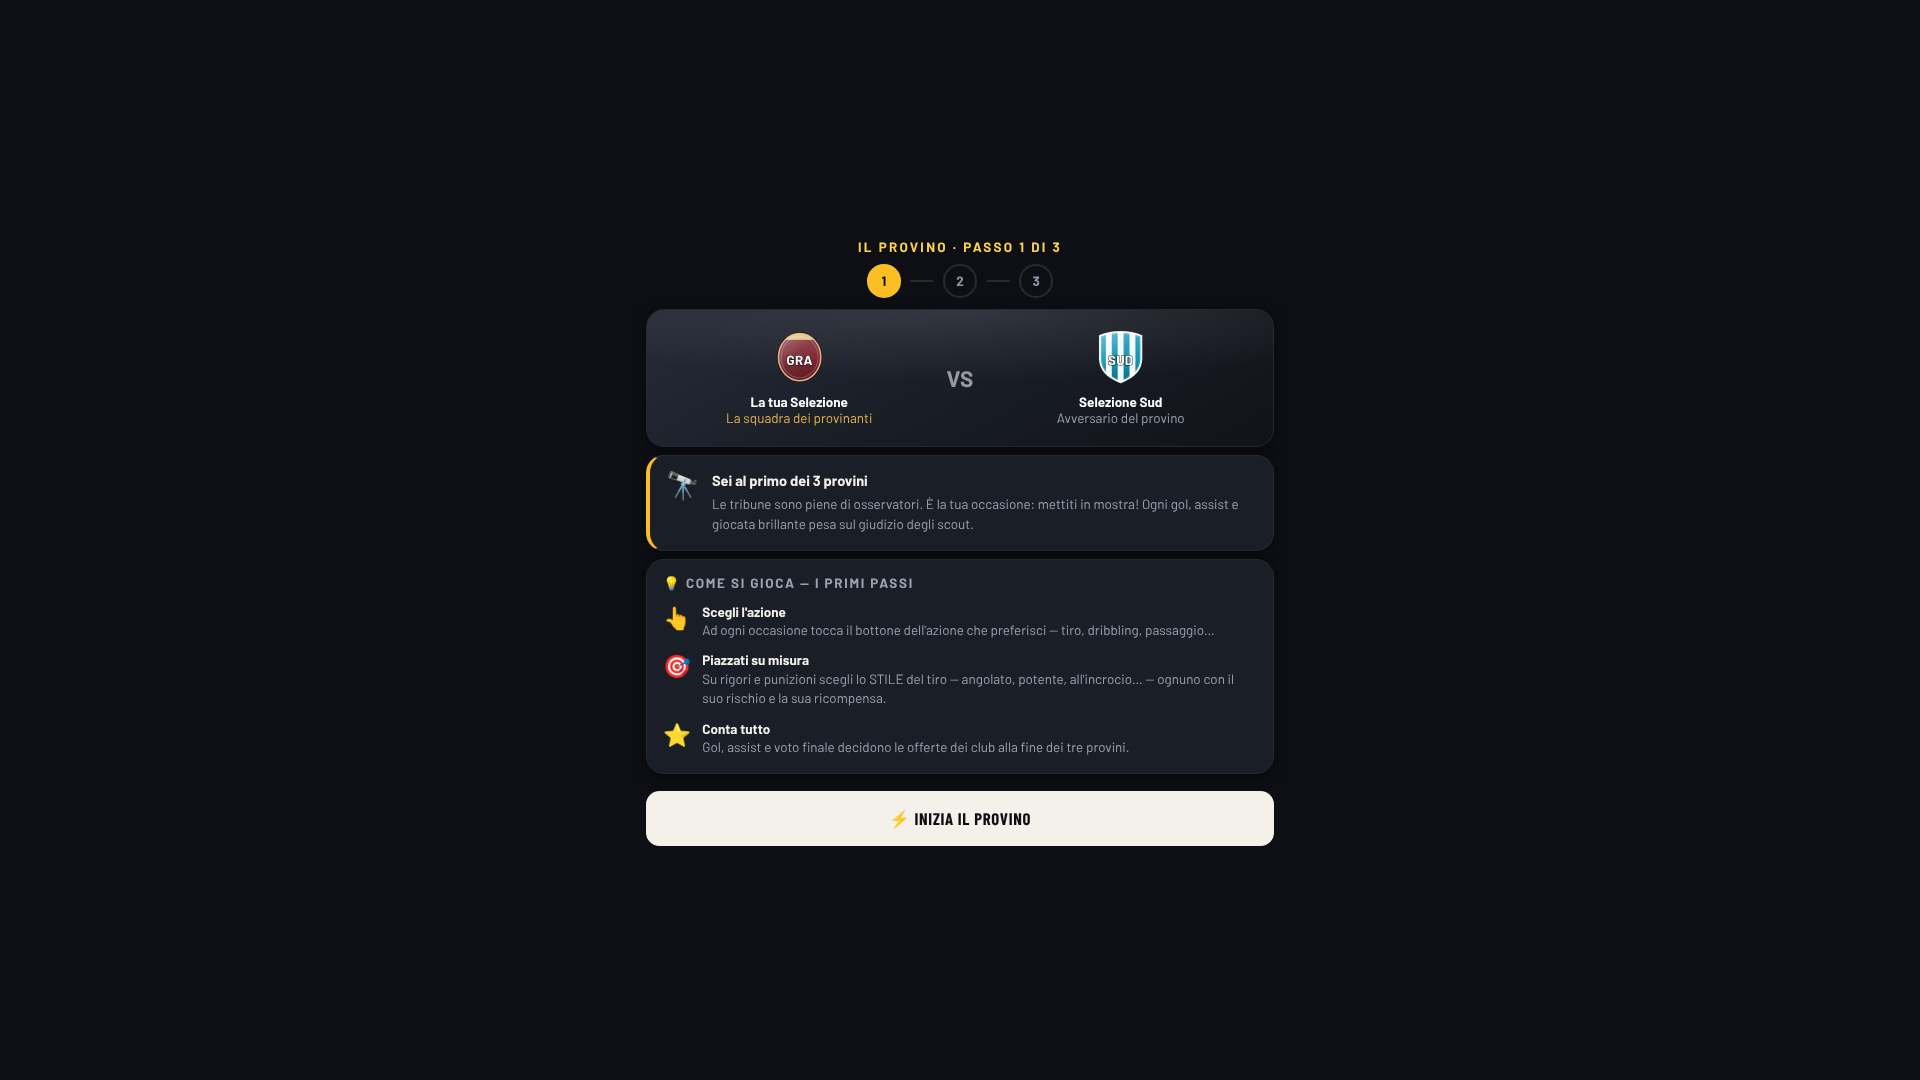 IL PROVINO · PASSO 1 DI 3
1
2
3
GRA
SUD
VS
La tua Selezione
Selezione Sud
La squadra dei provinanti
Avversario del provino
Sei al primo dei 3 provini
Le tribune sono piene di osservatori. È la tua occasione: mettiti in mostra! Ogni gol, assist e
giocata brillante pesa sul giudizio degli scout.
COME SI GIOCA — I PRIMI PASSI
Scegli l'azione
Ad ogni occasione tocca il bottone dell'azione che preferisci — tiro, dribbling, passaggio...
Piazzati su misura
Su rigori e punizioni scegli lo STILE del tiro — angolato, potente, all'incrocio... — ognuno con il
suo rischio e la sua ricompensa.
Conta tutto
Gol, assist e voto finale decidono le offerte dei club alla fine dei tre provini.
INIZIA IL PROVINO